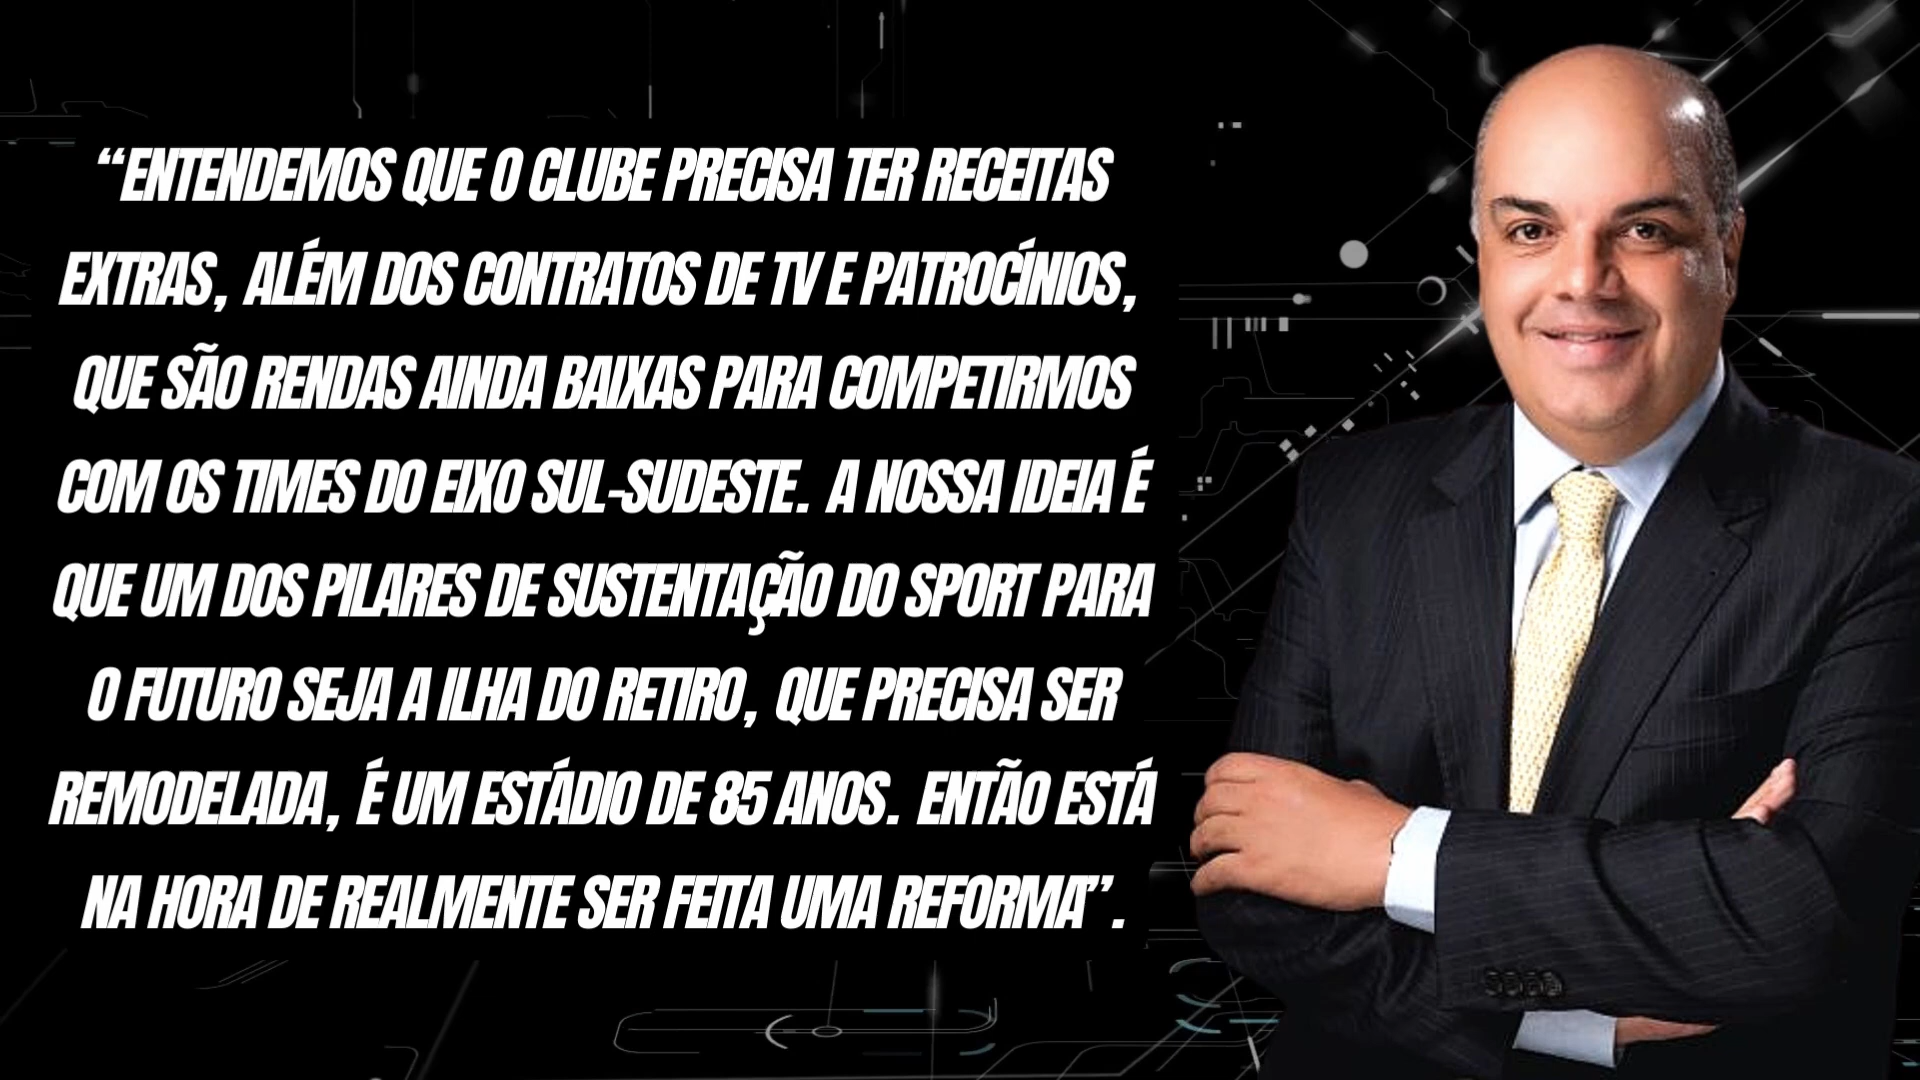 “ENTENDEMOS QUE O CLUBE PRECISA TER RECEITAS
EXTRAS, ALÉM DOS CONTRATOS DE TV E PATROCÍNIOS,
QUE SÃO RENDAS AINDA BAIXAS PARA COMPETIRMOS
COM OS TIMES DO EIXO SUL-SUDESTE. A NOSSA IDEIA É
QUE UM DOS PILARES DE SUSTENTAÇÃO DO SPORT PARA
O FUTURO SEJA A ILHA DO RETIRO, QUE PRECISA SER
REMODELADA, É UM ESTÁDIO DE 85 ANOS. ENTÃO ESTÁ
NA HORA DE REALMENTE SER FEITA UMA REFORMA”.